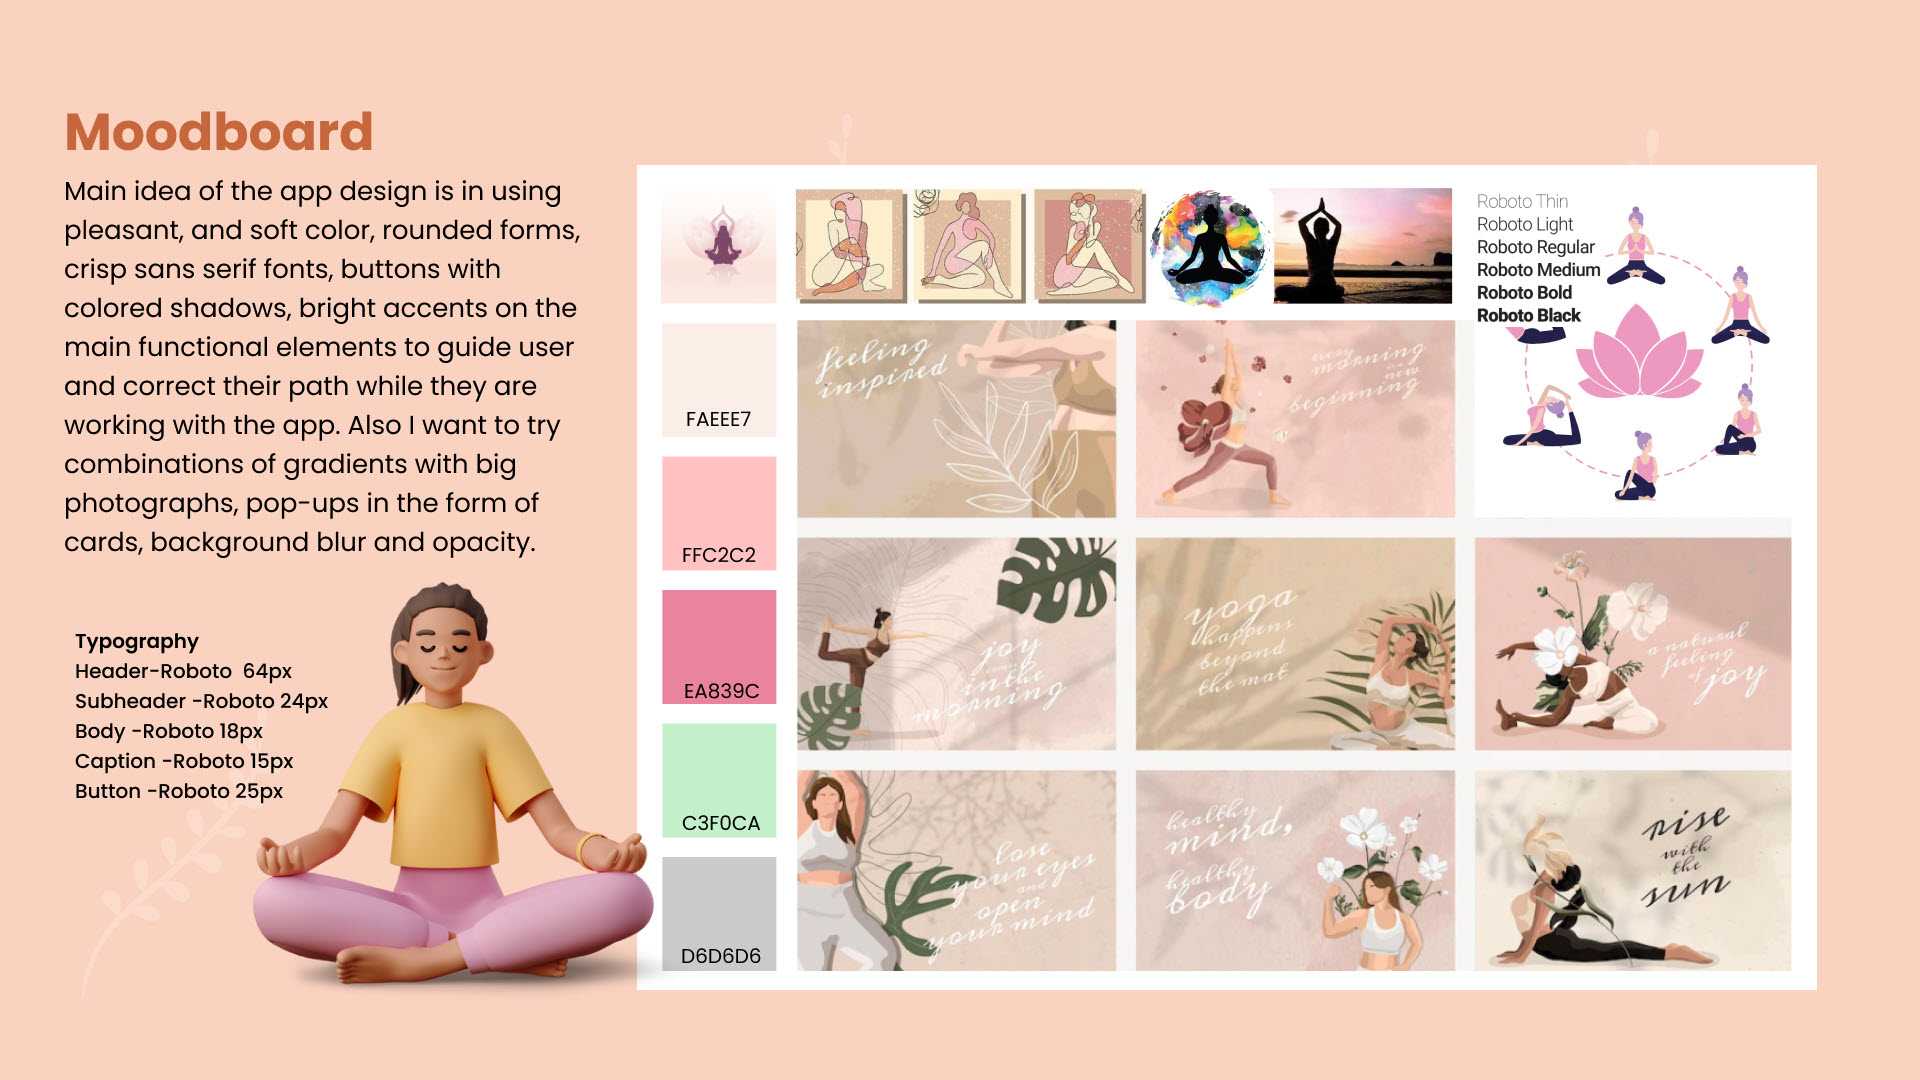 Moodboard
Main idea of the app design is in using
pleasant, and soft color, rounded forms,
crisp sans serif fonts, buttons with
colored shadows, bright accents on the
main functional elements to guide user
and correct their path while they are
working with the app. Also I want to try
combinations of gradients with big
photographs, pop-ups in the form of
cards, background blur and opacity.
Typography
Header-Roboto  64px
Subheader -Roboto 24px
Body -Roboto 18px
Caption -Roboto 15px
Button -Roboto 25px
FAEEE7
FFC2C2
EA839C
C3F0CA
D6D6D6
Roboto Thin
Roboto Light
Roboto Regular
Roboto Medium
Roboto Bold
Roboto Black
feeling
inspired
every
morning
new
beginning
joy
in the
morning
yoga
happens
beyond
the mat
a natural
feeling
of joy
lose
your eyes
and
open
your mind
healthy
mind,
healthy
body
rise
with
the
sun